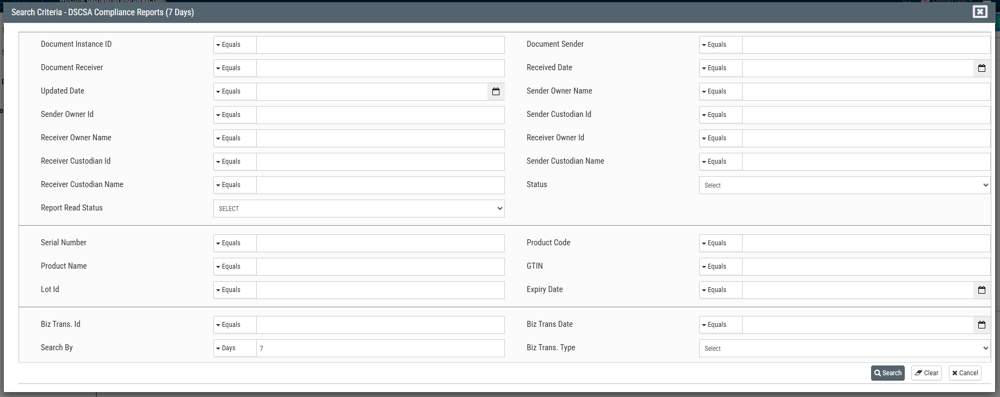 Search Criteria - DSCSA Compliance Reports (7 Days)
Document Instance ID Equals Document Sender Equals
Document Receiver Equals Received Date Equals
Updated Date Equals Sender Owner Name Equals
Sender Owner Id Equals Sender Custodian Id Equals
Receiver Owner Name Equals Receiver Owner Id Equals
Receiver Custodian Id Equals Sender Custodian Name Equals
Receiver Custodian Name Equals Status Select
Report Read Status SELECT
Serial Number Equals Product Code Equals
Product Name Equals GTIN Equals
Lot Id Equals Expiry Date Equals
Biz Trans. Id Equals Biz Trans Date Equals
Search By Days 7 Biz Trans. Type Select
Search Clear Cancel